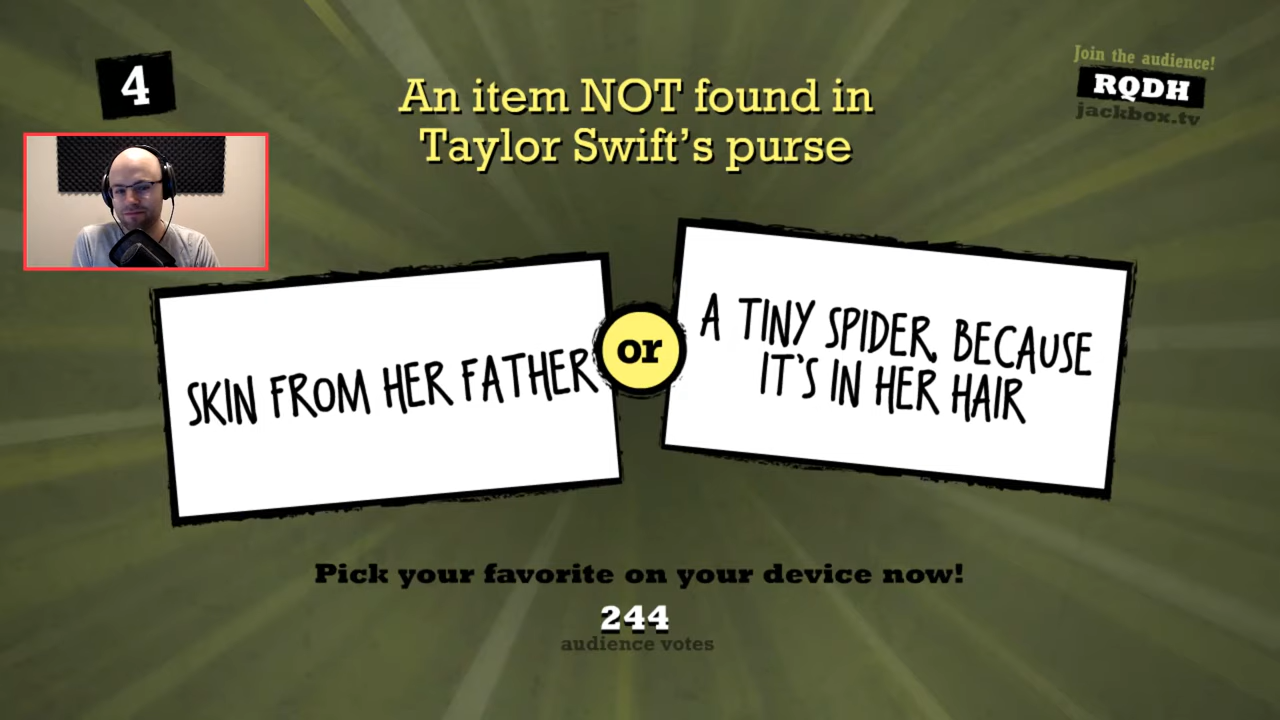 4
An item NOT found in
Taylor Swift's purse
Join the audience!
RQDH
jackbox.tv
SKIN FROM HER FATHER
or
A TINY SPIDER, BECAUSE
IT'S IN HER HAIR
Pick your favorite on your device now!
244
audience votes